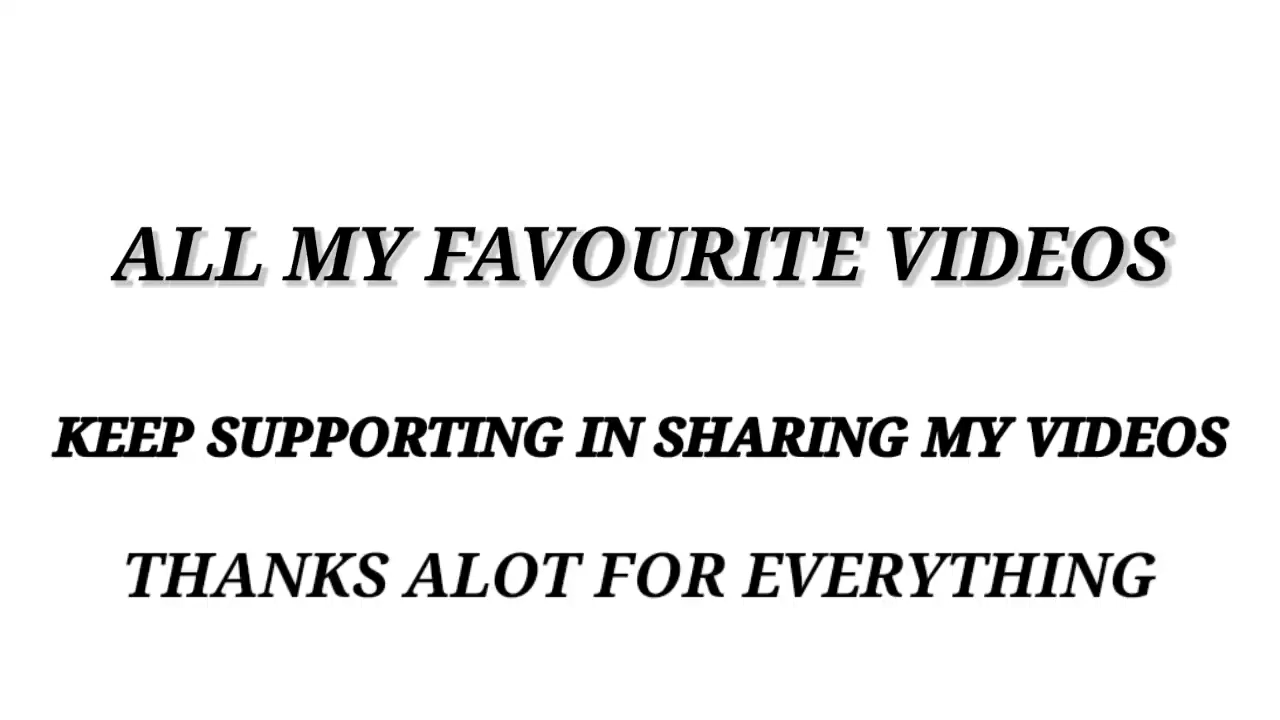 ALL MY FAVOURITE VIDEOS
KEEP SUPPORTING IN SHARING MY VIDEOS
THANKS ALOT FOR EVERYTHING